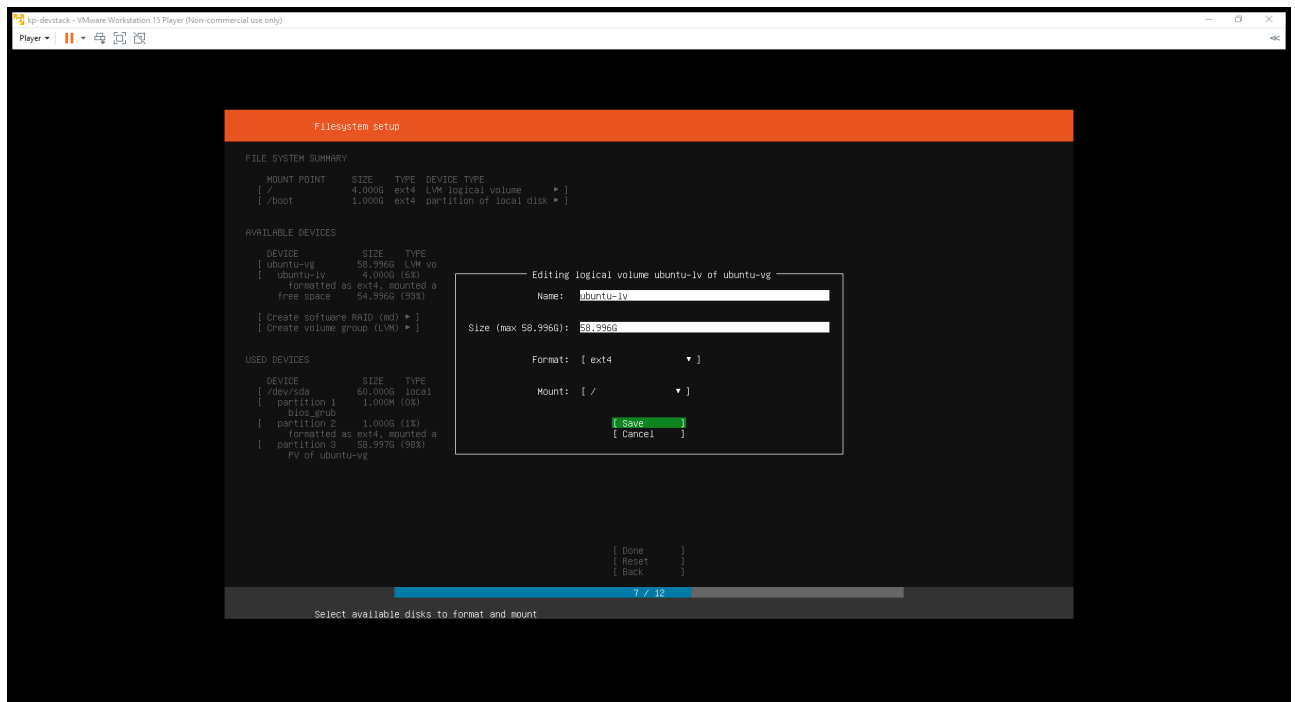 kp-devstack - VMware Workstation 15 Player (Non-commercial use only)
Player
Filesystem setup
FILE SYSTEM SUMMARY
MOUNT POINT SIZE TYPE DEVICE TYPE
[ / 4.000G ext4 LVM logical volume ▸ ]
[ /boot 1.000G ext4 partition of local disk ▸ ]
AVAILABLE DEVICES
DEVICE SIZE TYPE
[ ubuntu-vg 58.996G LVM vo
[ ubuntu-lv 4.000G (6%)
formatted as ext4, mounted a
free space 54.996G (93%)
[ Create software RAID (md) ▸ ]
[ Create volume group (LVM) ▸ ]
USED DEVICES
DEVICE SIZE TYPE
[ /dev/sda 60.000G local
[ partition 1 1.000M (0%)
bios_grub
[ partition 2 1.000G (1%)
formatted as ext4, mounted a
[ partition 3 58.997G (98%)
PV of ubuntu-vg
Editing logical volume ubuntu-lv of ubuntu-vg
Name: ubuntu-lv
Size (max 58.996G): 58.996G
Format: [ ext4 ▾ ]
Mount: [ / ▾ ]
[ Save ]
[ Cancel ]
[ Done ]
[ Reset ]
[ Back ]
7 / 12
Select available disks to format and mount